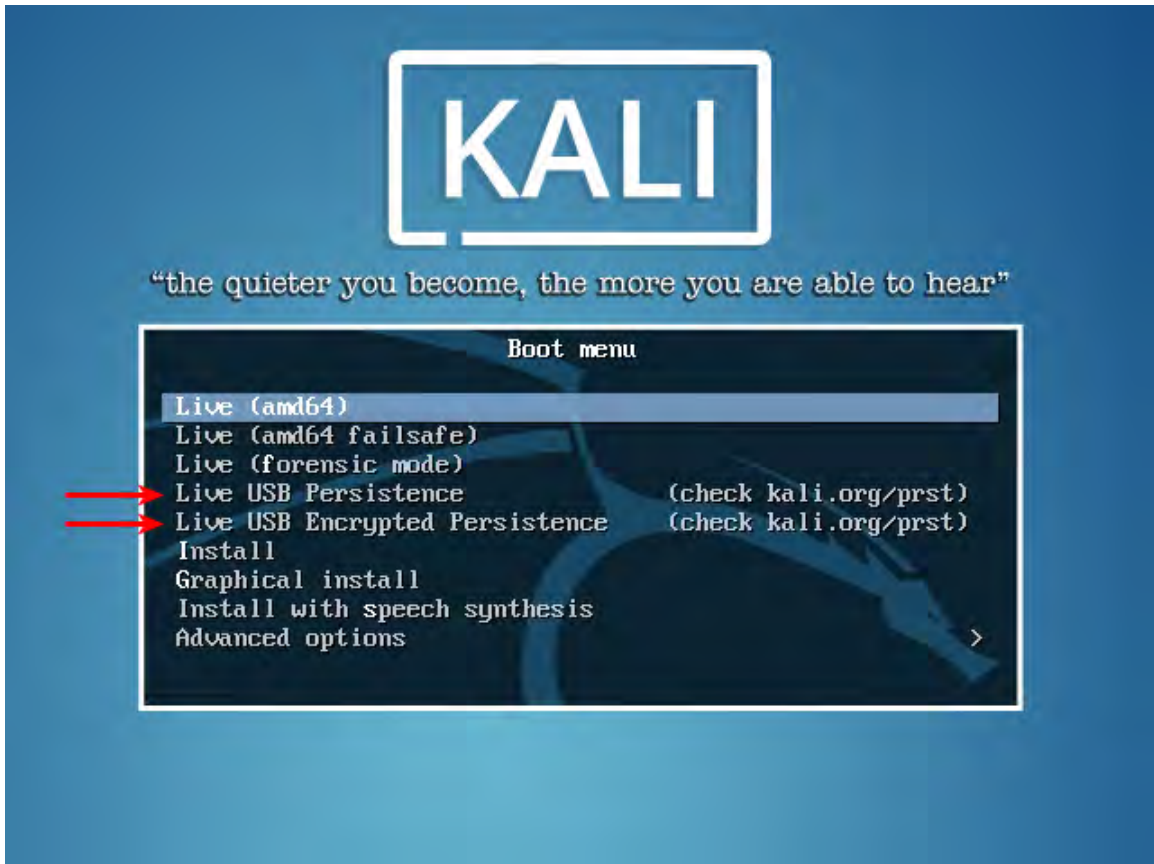 KALI
“the quieter you become, the more you are able to hear”
Boot menu
Live (amd64)
Live (amd64 failsafe)
Live (forensic mode)
Live USB Persistence (check kali.org/prst)
Live USB Encrypted Persistence (check kali.org/prst)
Install
Graphical install
Install with speech synthesis
Advanced options >